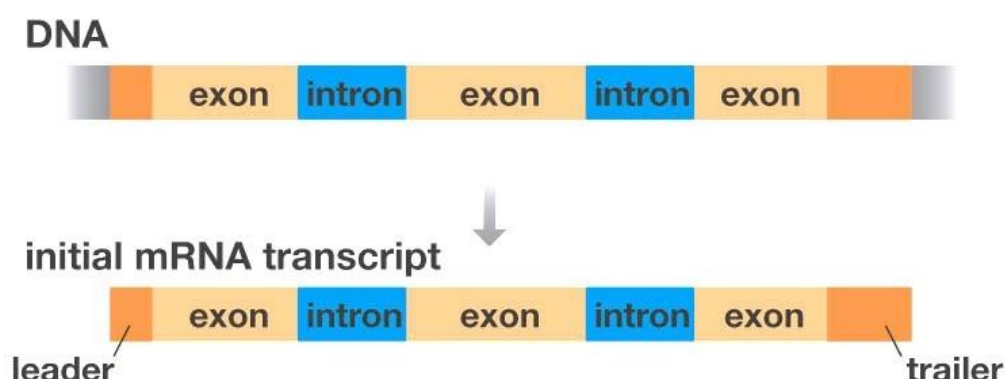 DNA
exon intron exon intron exon
initial mRNA transcript
exon intron exon intron exon
leader trailer